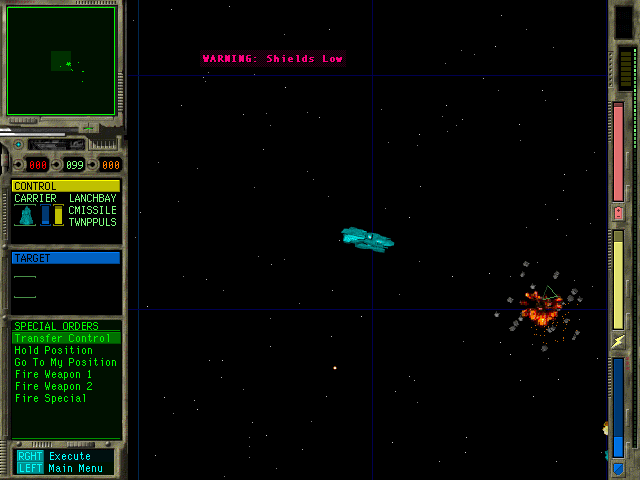 WARNING: Shields Low
000 099 000
CONTROL
CARRIER LANCHBAY
CMISSILE
TWNPPULS
TARGET
SPECIAL ORDERS
Transfer Control
Hold Position
Go To My Position
Fire Weapon 1
Fire Weapon 2
Fire Special
RGHT Execute
LEFT Main Menu